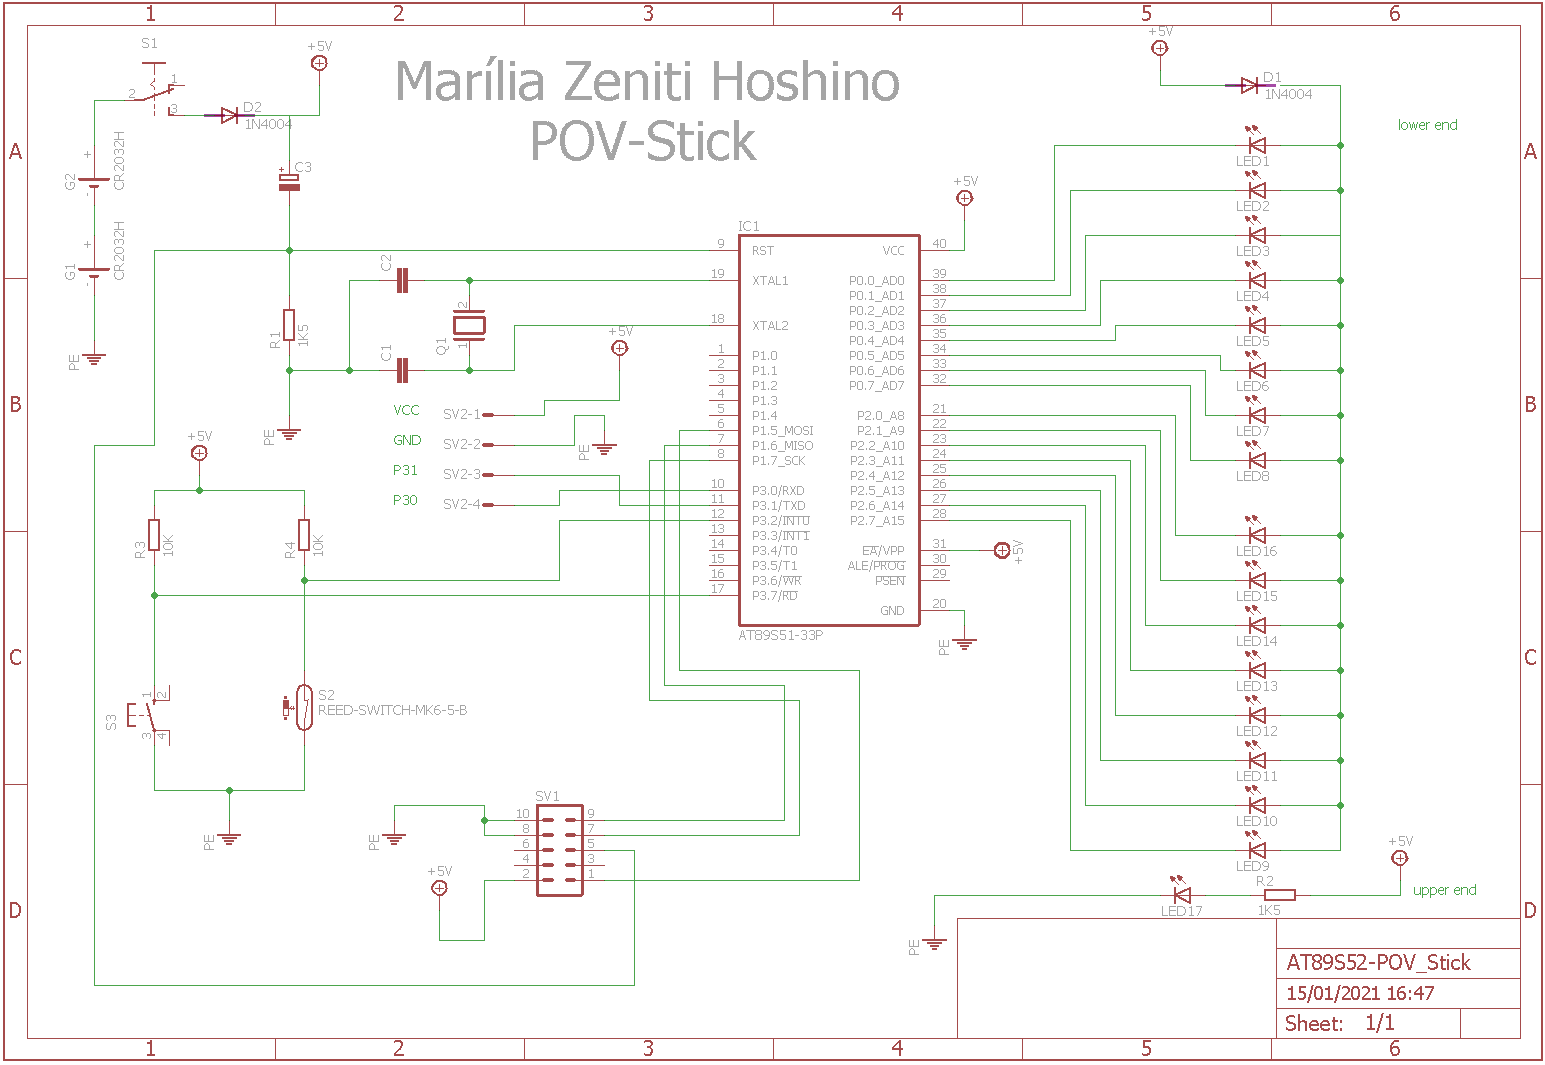 1 2 3 4 5 6
S1
+5V
+5V
Marília Zeniti Hoshino
POV-Stick
1
2
3
D2
1N4004
D1
1N4004
lower end
A
A
G2
CR2032H
+
-
G1
CR2032H
+
-
PE
C3
+
+5V
IC1
9 RST VCC 40
19 XTAL1 P0.0_AD0 39
P0.1_AD1 38
P0.2_AD2 37
18 XTAL2 P0.3_AD3 36
P0.4_AD4 35
1 P1.0 P0.5_AD5 34
2 P1.1 P0.6_AD6 33
3 P1.2 P0.7_AD7 32
4 P1.3
5 P1.4 P2.0_A8 21
6 P1.5_MOSI P2.1_A9 22
7 P1.6_MISO P2.2_A10 23
8 P1.7_SCK P2.3_A11 24
P2.4_A12 25
10 P3.0/RXD P2.5_A13 26
11 P3.1/TXD P2.6_A14 27
12 P3.2/INT0 P2.7_A15 28
13 P3.3/INT1
14 P3.4/T0 EA/VPP 31
15 P3.5/T1 ALE/PROG 30
16 P3.6/WR PSEN 29
17 P3.7/RD
GND 20
AT89S51-33P
+5V
PE
C2
C1
Q1
2
1
R1
1K5
PE
+5V
VCC SV2-1
GND SV2-2
P31 SV2-3
P30 SV2-4
PE
B
B
LED1
LED2
LED3
LED4
LED5
LED6
LED7
LED8
LED16
LED15
LED14
LED13
LED12
LED11
LED10
LED9
+5V
R3
10K
R4
10K
C
C
S3
1 2
3 4
S2
REED-SWITCH-MK6-5-B
PE
PE
SV1
10 9
8 7
6 5
4 3
2 1
+5V
+5V
R2
1K5
LED17
upper end
PE
D
D
AT89S52-POV_Stick
15/01/2021 16:47
Sheet: 1/1
1 2 3 4 5 6